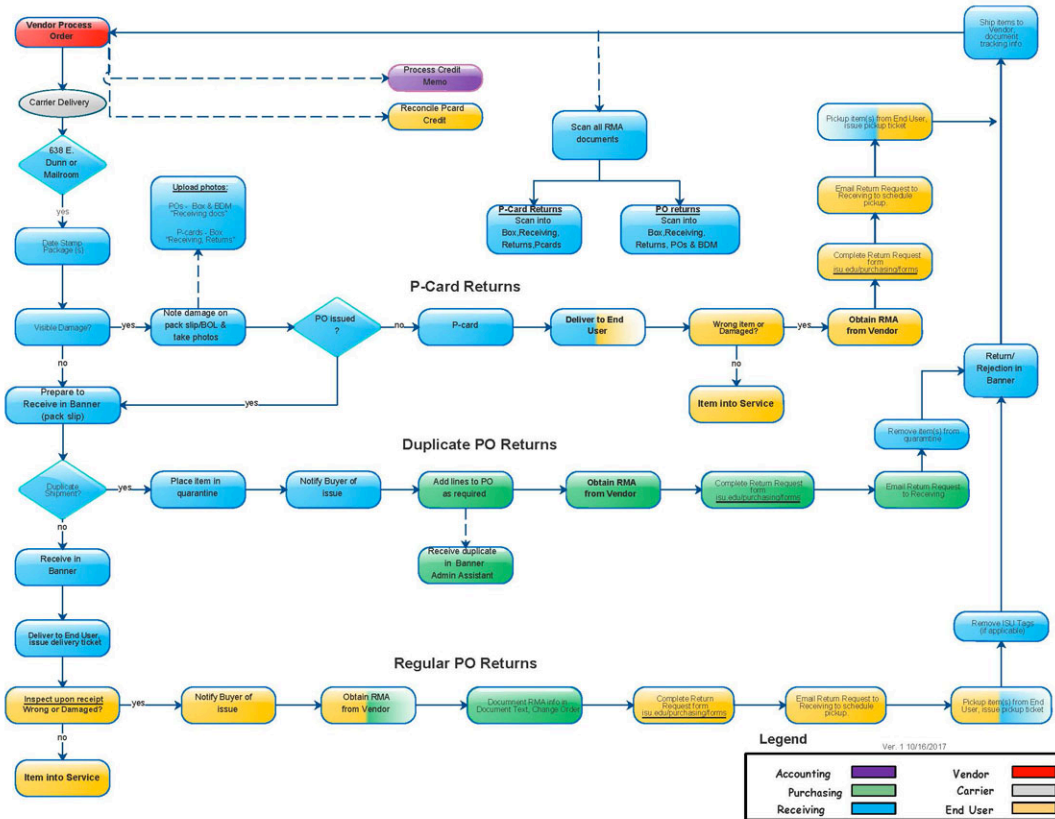 Vendor Process
Order
Ship items to
Vendor, document
tracking info
Process Credit
Memo
Carrier Delivery
Reconcile Pcard
Credit
Scan all RMA
documents
Pickup item(s) from End User,
issue pickup ticket
638 E.
Dunn or
Mailroom
Upload photos:
POs - Box & BDM
"Receiving docs"
P-cards - Box
"Receiving, Returns"
Email Return Request to
Receiving to schedule
pickup.
yes
P-Card Returns
Scan into
Box,Receiving,
Returns,Pcards
PO returns
Scan into
Box,Receiving,
Returns, POs & BDM
Date Stamp
Package (s)
Complete Return Request
form
isu.edu/purchasing/forms
P-Card Returns
Visible Damage?
yes
Note damage on
pack slip/BOL &
take photos
PO issued
?
no
P-card
Deliver to End
User
Wrong item or
Damaged?
yes
Obtain RMA
from Vendor
no
no
Return/
Rejection in
Banner
Prepare to
Receive in Banner
(pack slip)
yes
Item into Service
Remove item(s) from
quarantine
Duplicate PO Returns
Duplicate
Shipment?
yes
Place item in
quarantine
Notify Buyer of
issue
Add lines to PO
as required
Obtain RMA
from Vendor
Complete Return Request
form
isu.edu/purchasing/forms
Email Return Request
to Receiving
no
Receive in
Banner
Receive duplicate
in Banner
Admin Assistant
Deliver to End User,
issue delivery ticket
Remove ISU Tags
(if applicable)
Regular PO Returns
Inspect upon receipt
Wrong or Damaged?
yes
Notify Buyer of
issue
Obtain RMA
from Vendor
Document RMA info in
Document Text, Change Order
Complete Return
Request form
isu.edu/purchasing/forms
Email Return Request to
Receiving to schedule
pickup.
Pickup item(s) from End
User, issue pickup ticket
no
Item into Service
Legend
Ver. 1 10/16/2017
Accounting
Vendor
Purchasing
Carrier
Receiving
End User